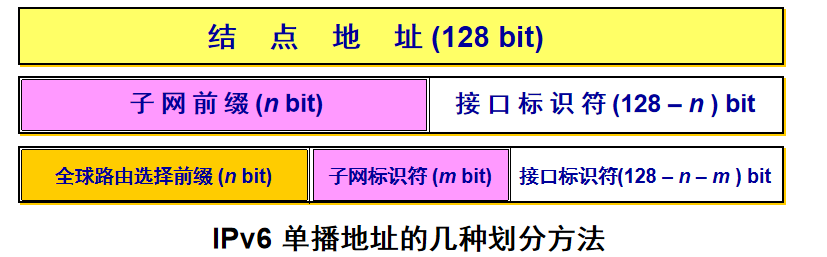 结 点 地 址 (128 bit)
子 网 前 缀 (n bit) 接 口 标 识 符 (128 – n ) bit
全球路由选择前缀 (n bit) 子网标识符 (m bit) 接口标识符(128 – n – m ) bit
IPv6 单播地址的几种划分方法